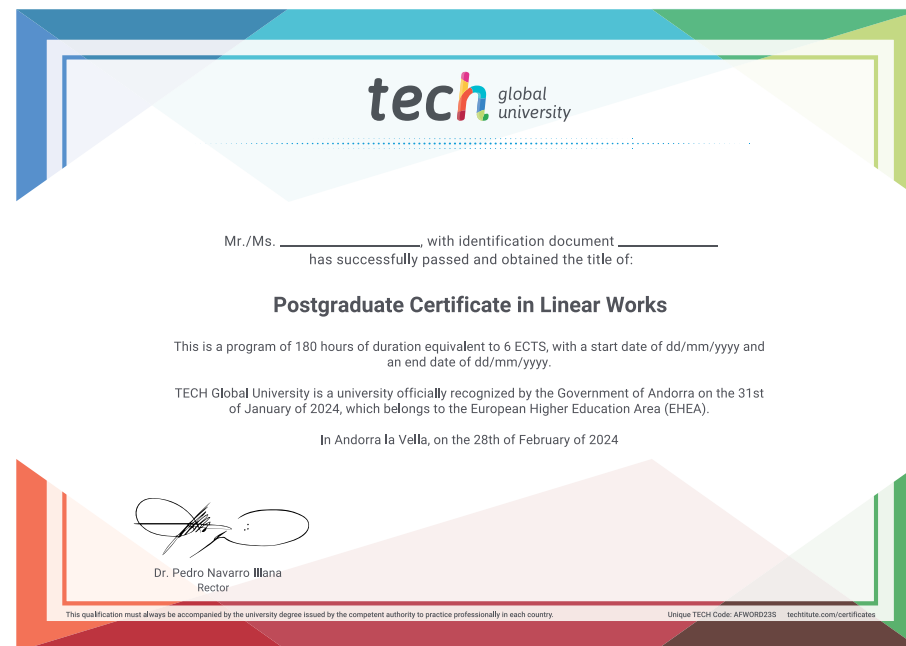 tech global university
Mr./Ms. ____________, with identification document ____________
has successfully passed and obtained the title of:
Postgraduate Certificate in Linear Works
This is a program of 180 hours of duration equivalent to 6 ECTS, with a start date of dd/mm/yyyy and
an end date of dd/mm/yyyy.
TECH Global University is a university officially recognized by the Government of Andorra on the 31st
of January of 2024, which belongs to the European Higher Education Area (EHEA).
In Andorra la Vella, on the 28th of February of 2024
Dr. Pedro Navarro Illana
Rector
This qualification must always be accompanied by the university degree issued by the competent authority to practice professionally in each country.
Unique TECH Code: AFWORD23S techtitute.com/certificates